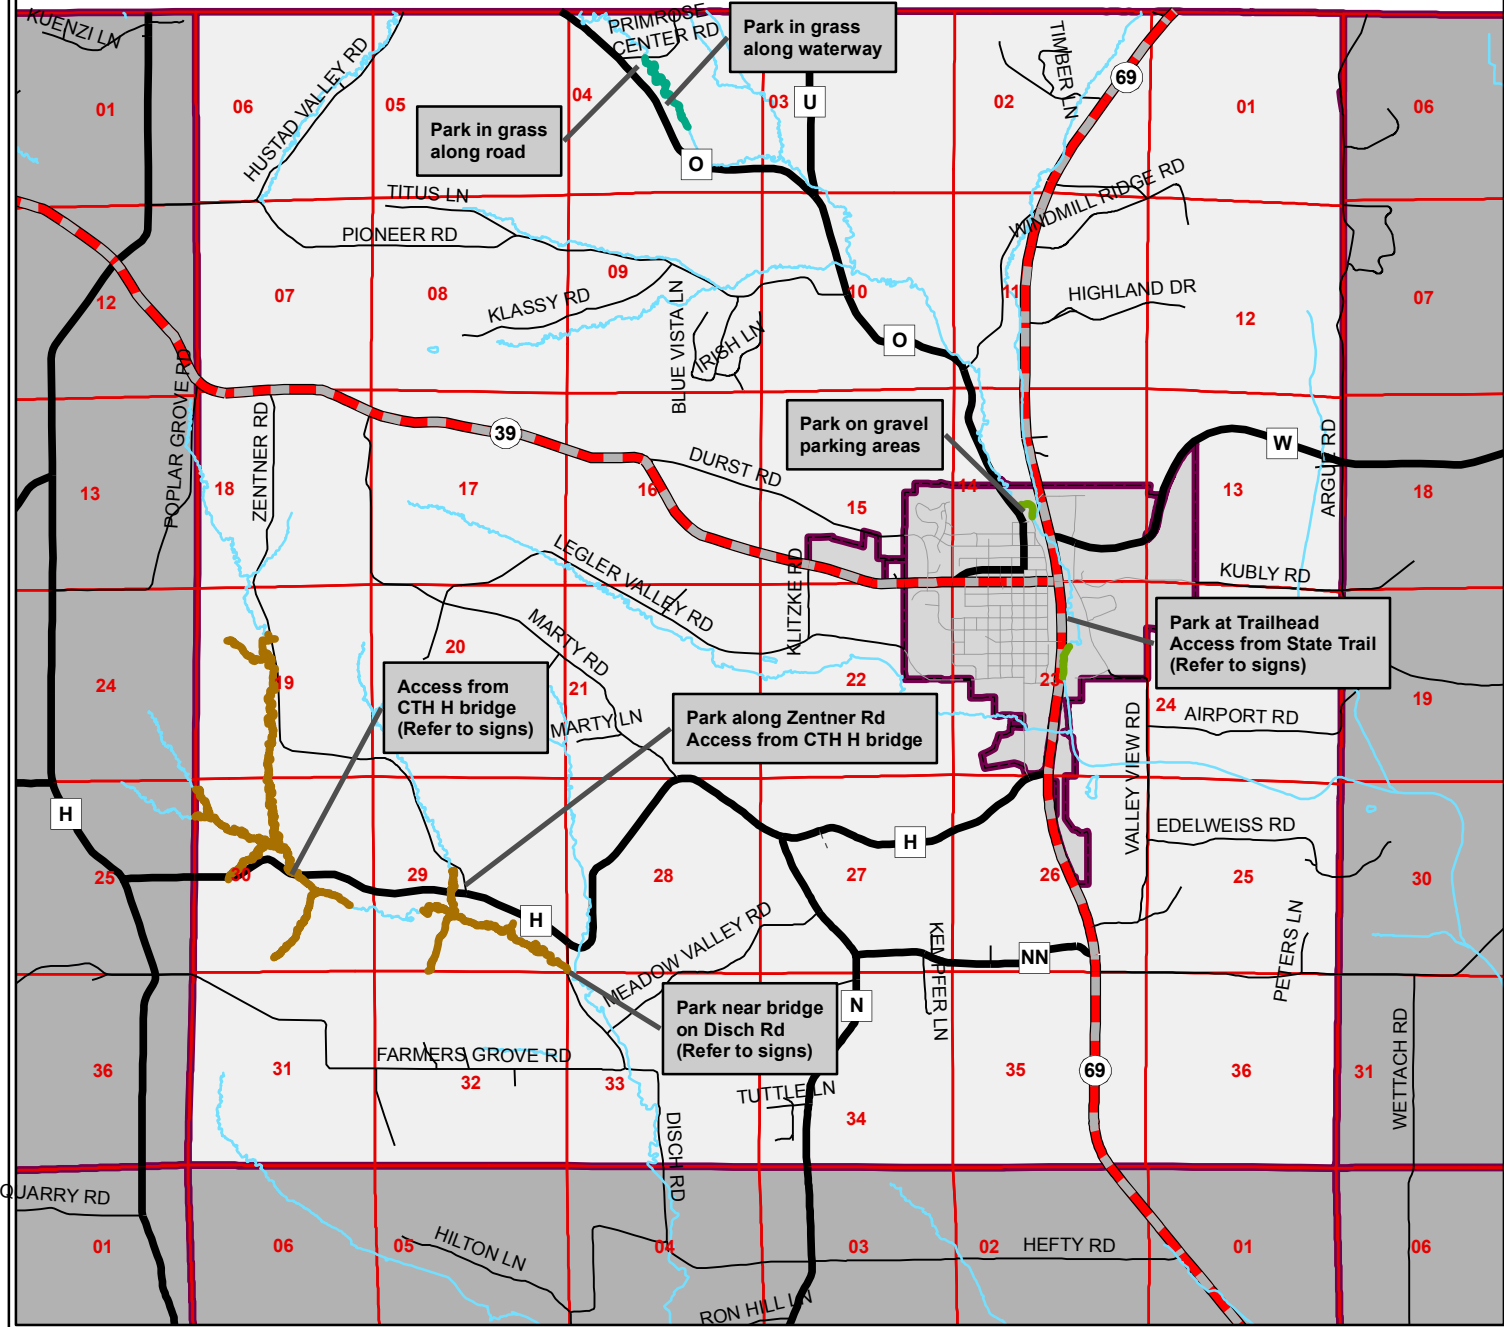 KUENZI LN
HUSTAD VALLEY RD
PRIMROSE
CENTER RD
Park in grass
along waterway
TIMBER LN
69
01
06
05
04
03
U
02
01
06
Park in grass
along road
O
TITUS LN
PIONEER RD
WINDMILL RIDGE RD
12
07
08
09
10
11
HIGHLAND DR
12
07
KLASSY RD
BLUE VISTA LN
IRISH LN
O
POPLAR GROVE RD
ZENTNER RD
39
Park on gravel
parking areas
W
ARGUE RD
DURST RD
13
18
17
16
15
14
13
18
LEGLER VALLEY RD
KLITZKE RD
KUBLY RD
MARTY RD
Park at Trailhead
Access from State Trail
(Refer to signs)
24
19
20
21
22
23
24
19
Access from
CTH H bridge
(Refer to signs)
MARTY LN
Park along Zentner Rd
Access from CTH H bridge
AIRPORT RD
VALLEY VIEW RD
H
H
EDELWEISS RD
25
30
29
28
27
26
25
30
H
MEADOW VALLEY RD
KEMPFER LN
NN
PETERS LN
Park near bridge
on Disch Rd
(Refer to signs)
N
FARMERS GROVE RD
WETTACH RD
36
31
32
33
34
35
69
36
31
TUTTLE LN
DISCH RD
QUARRY RD
01
06
05
HILTON LN
04
03
02
HEFTY RD
01
06
RON HILL LN